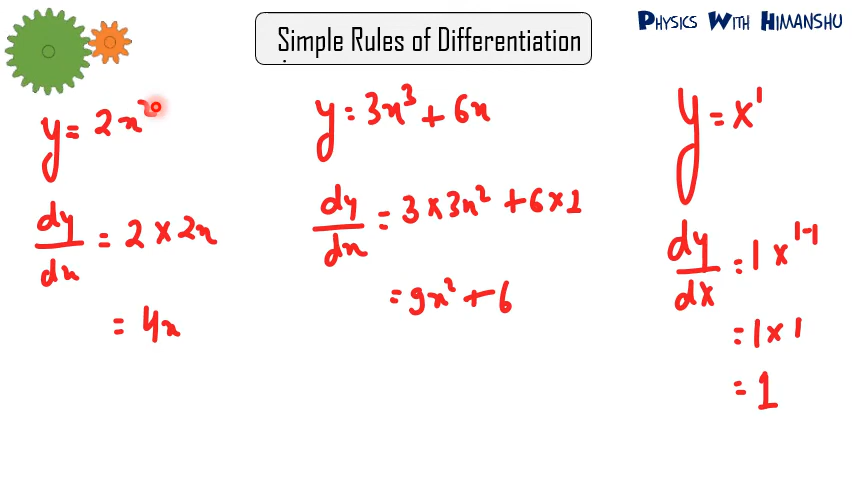 Simple Rules of Differentiation
PHYSICS WITH HIMANSHU
y = 2x²
dy/dx = 2 × 2x
= 4x
y = 3x³ + 6x
dy/dx = 3 × 3x² + 6 × 1
= 9x² + 6
y = x¹
dy/dx = 1 x¹⁻¹
= 1 × 1
= 1